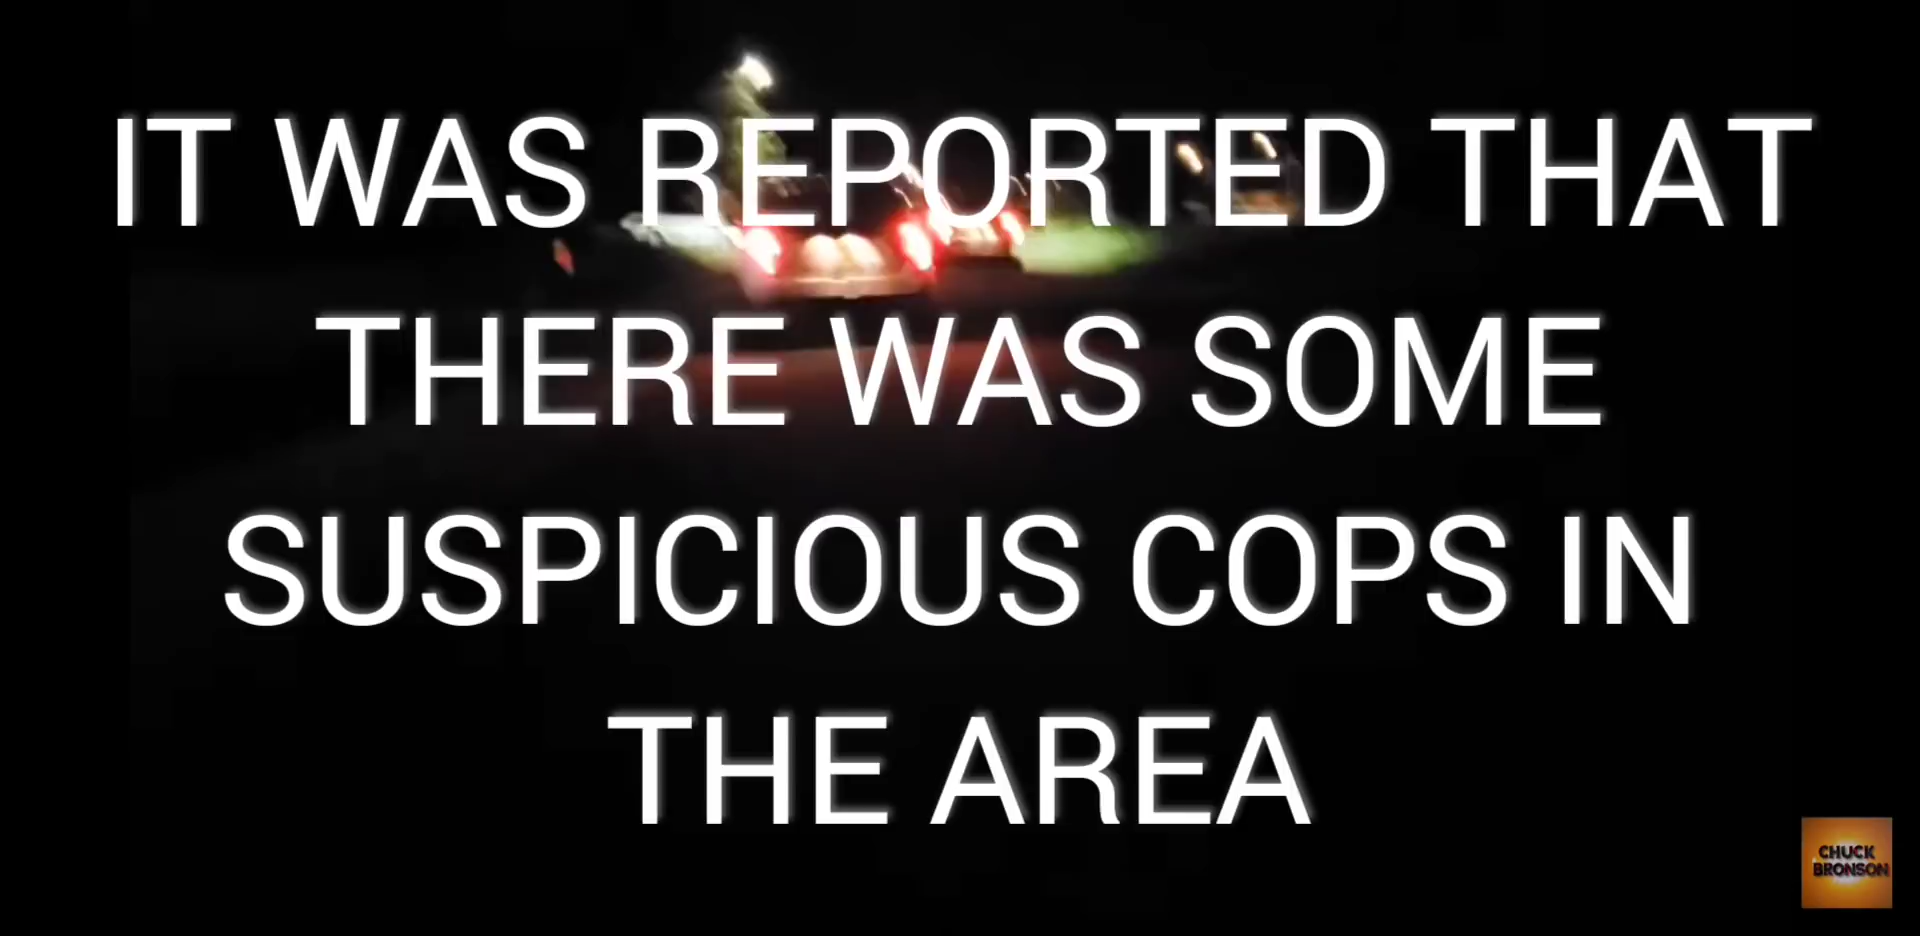 IT WAS REPORTED THAT
THERE WAS SOME
SUSPICIOUS COPS IN
THE AREA
CHUCK
BRONSON